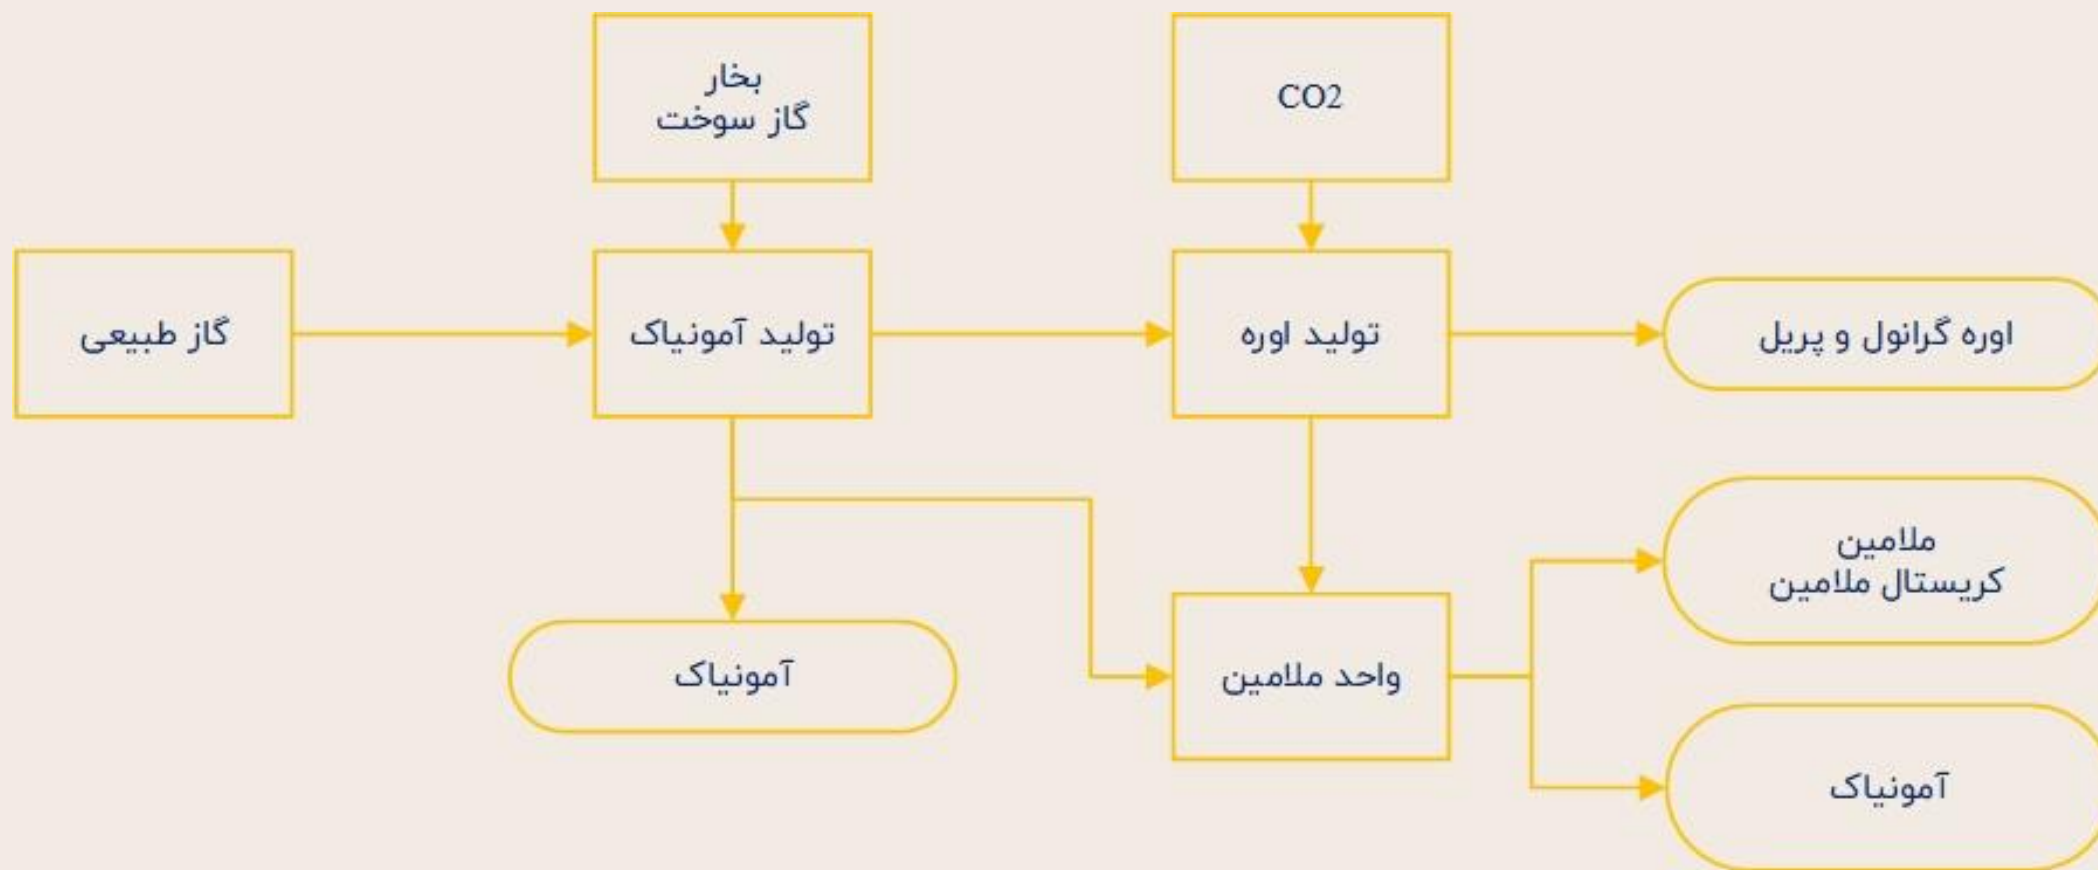 بخار
گاز سوخت
CO2
گاز طبیعی
تولید آمونیاک
تولید اوره
اوره گرانول و پریل
ملامین
کریستال ملامین
آمونیاک
واحد ملامین
آمونیاک